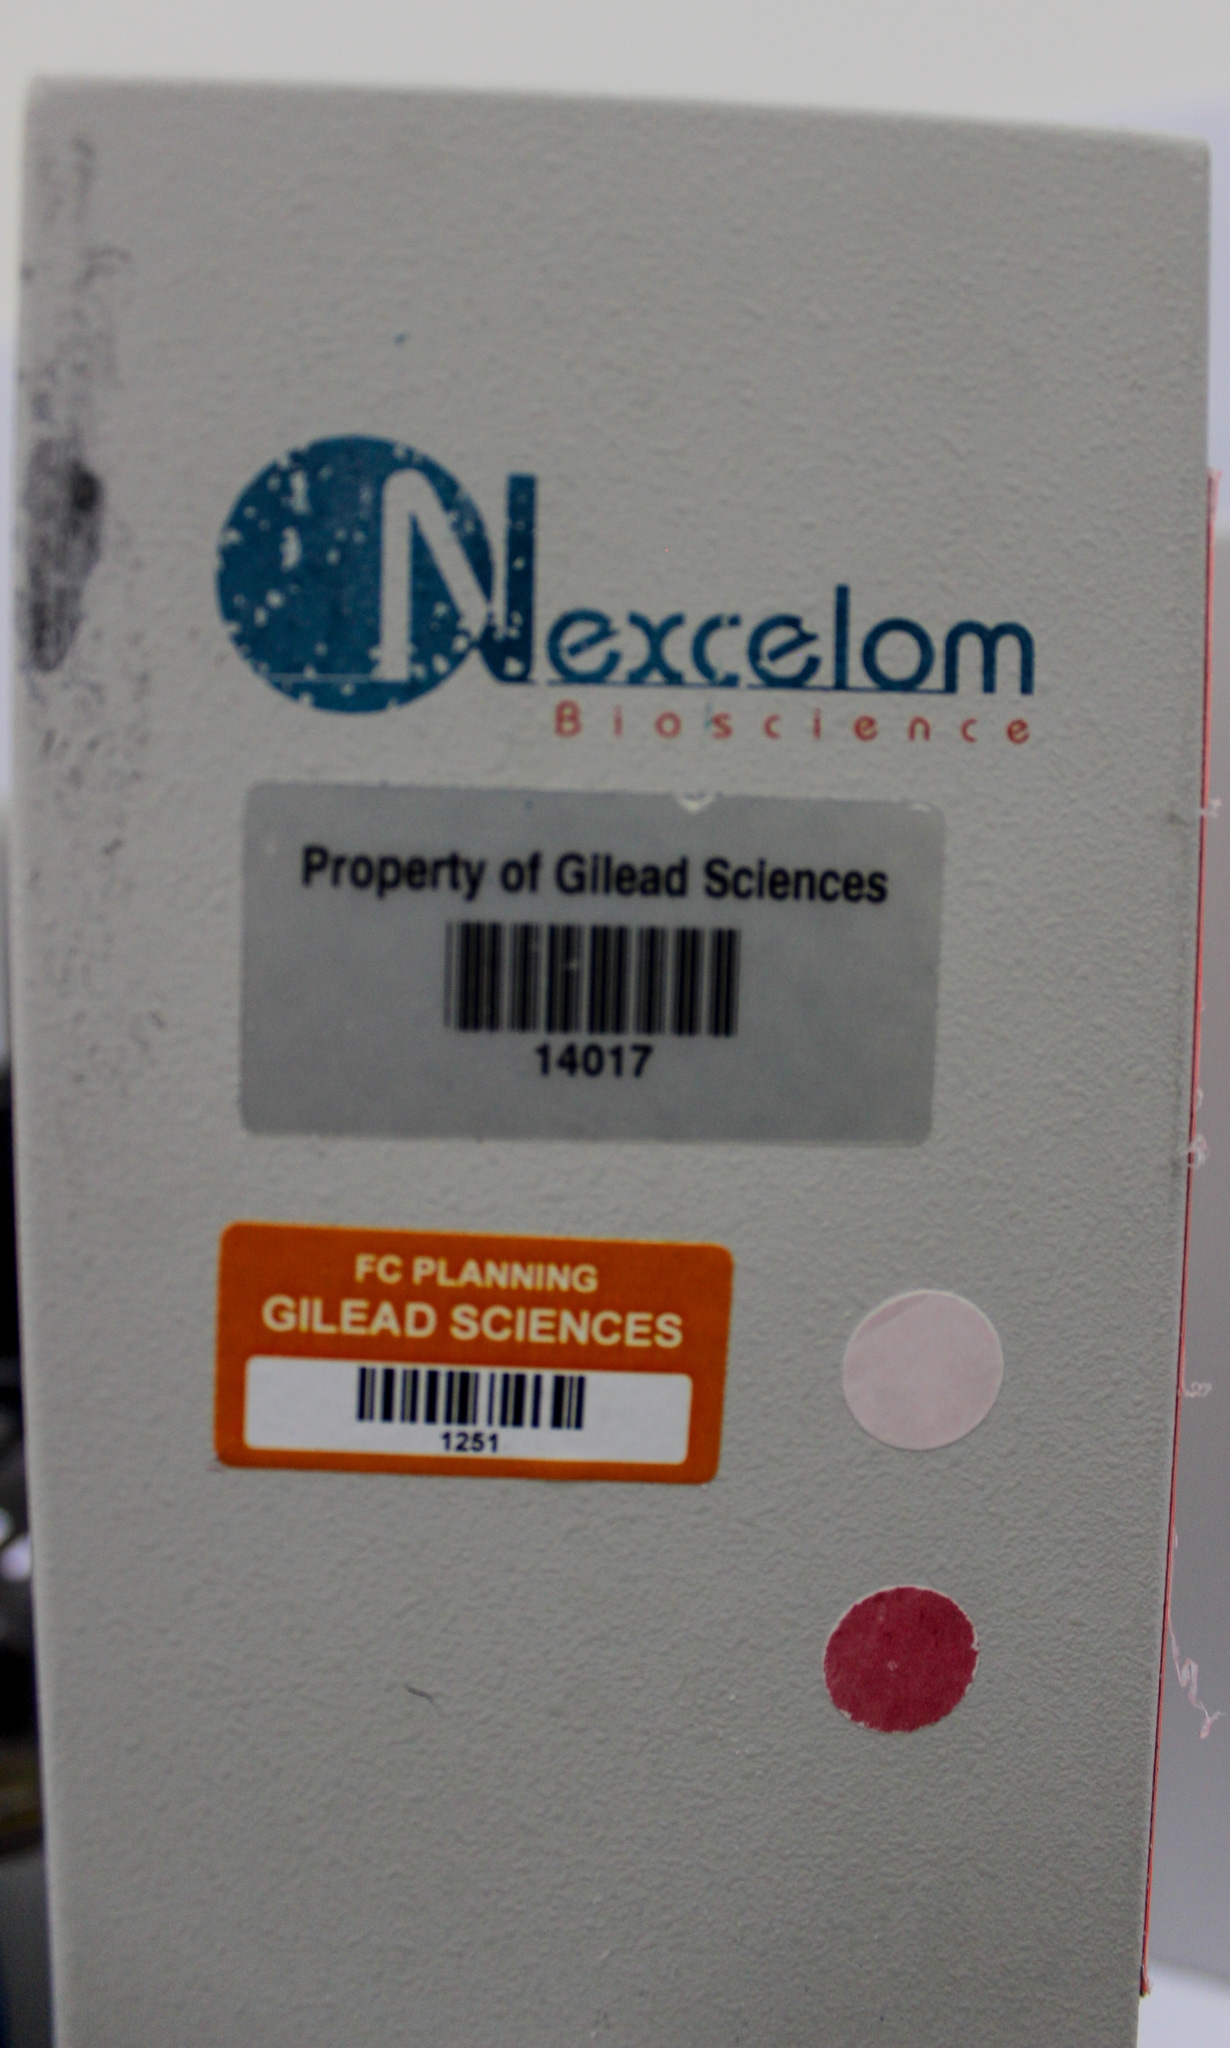 Nexcelom
Bioscience
Property of Gilead Sciences
14017
FC PLANNING
GILEAD SCIENCES
1251